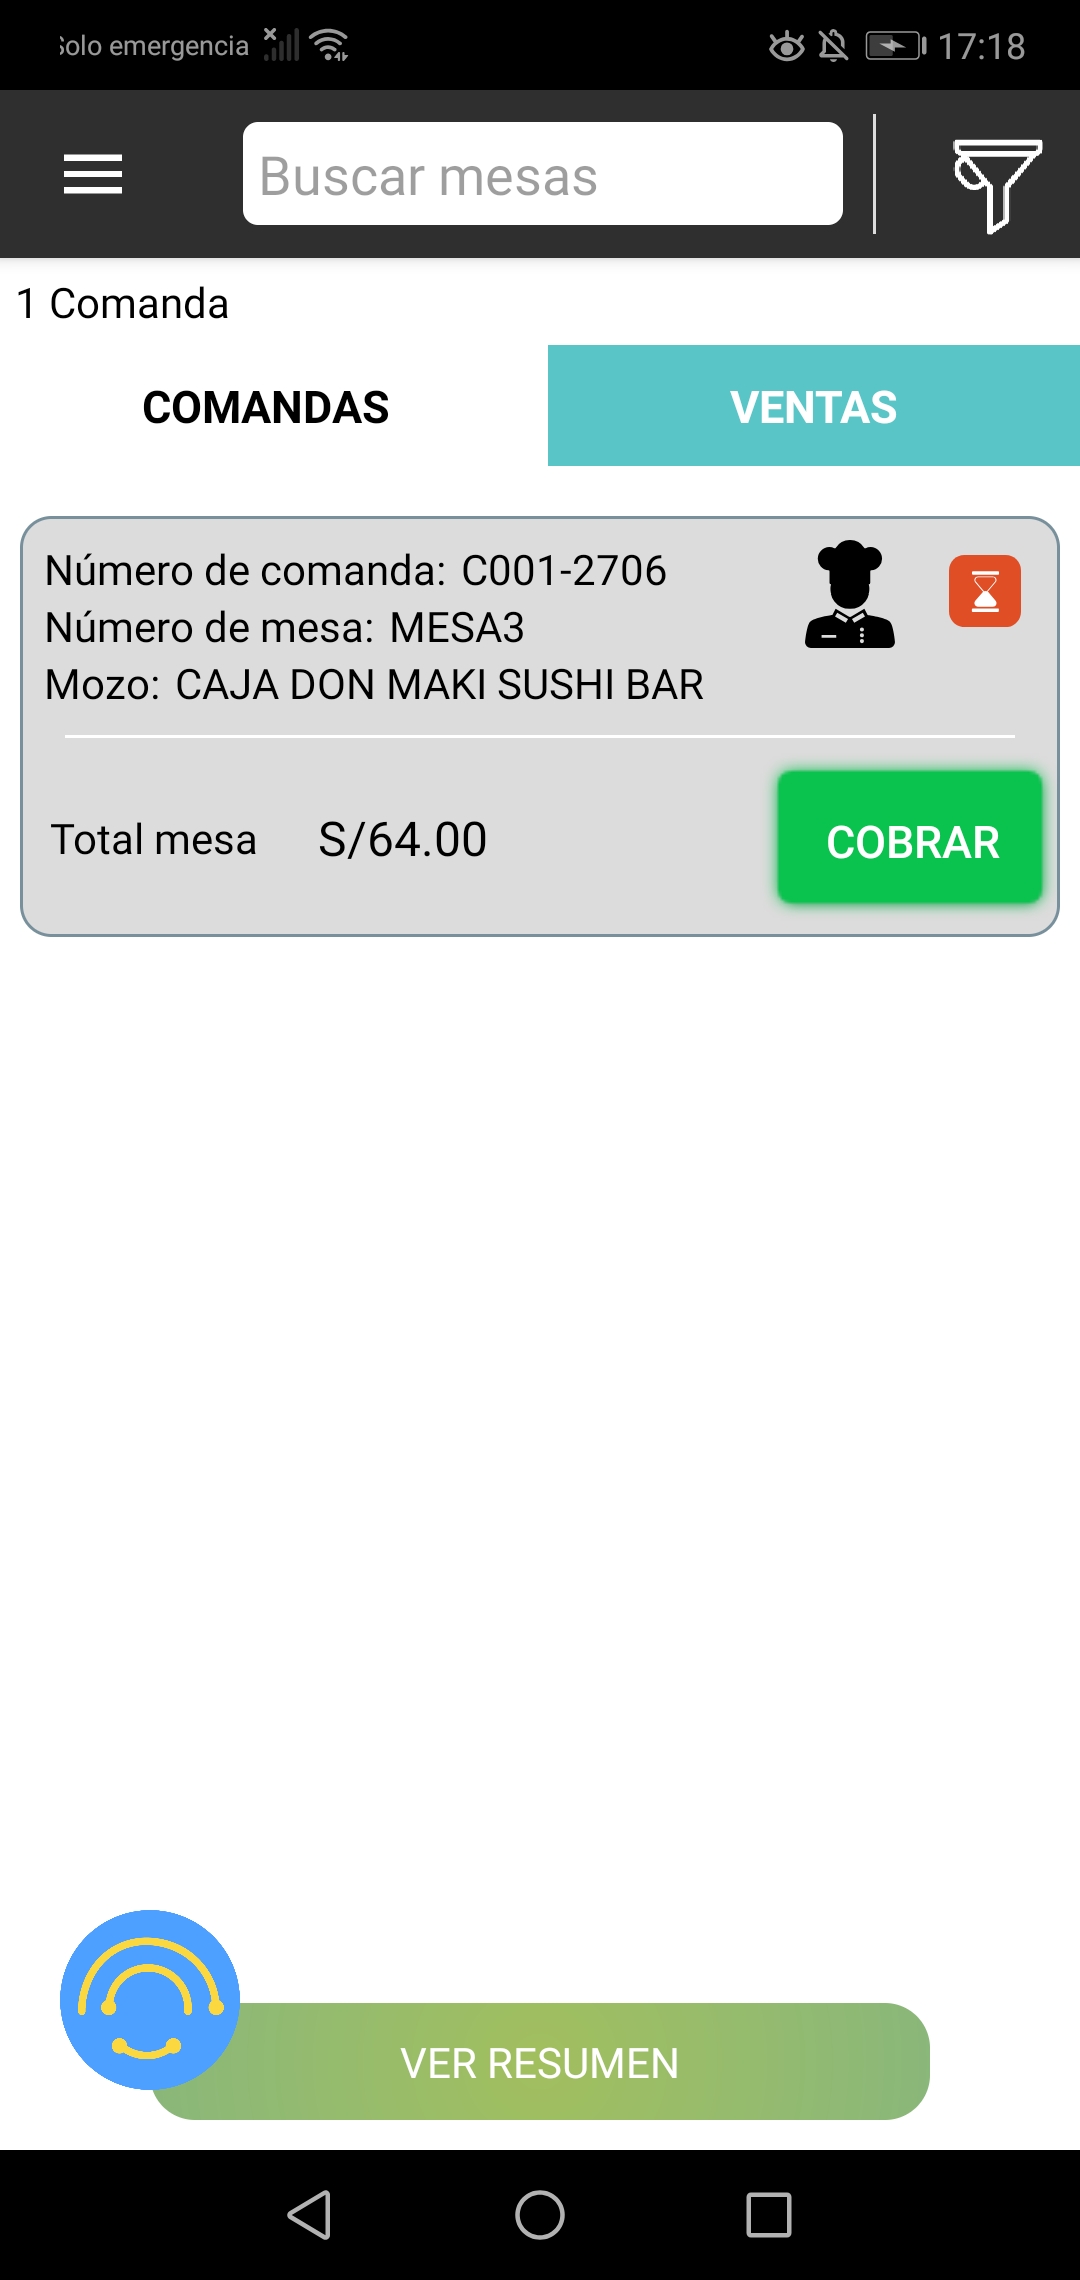 Solo emergencia
17:18
Buscar mesas
1 Comanda
COMANDAS
VENTAS
Número de comanda: C001-2706
Número de mesa: MESA3
Mozo: CAJA DON MAKI SUSHI BAR
Total mesa S/64.00
COBRAR
VER RESUMEN